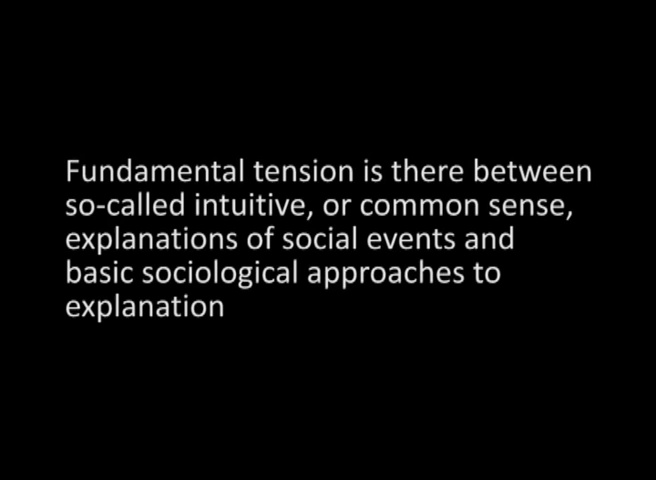 Fundamental tension is there between
so-called intuitive, or common sense,
explanations of social events and
basic sociological approaches to
explanation